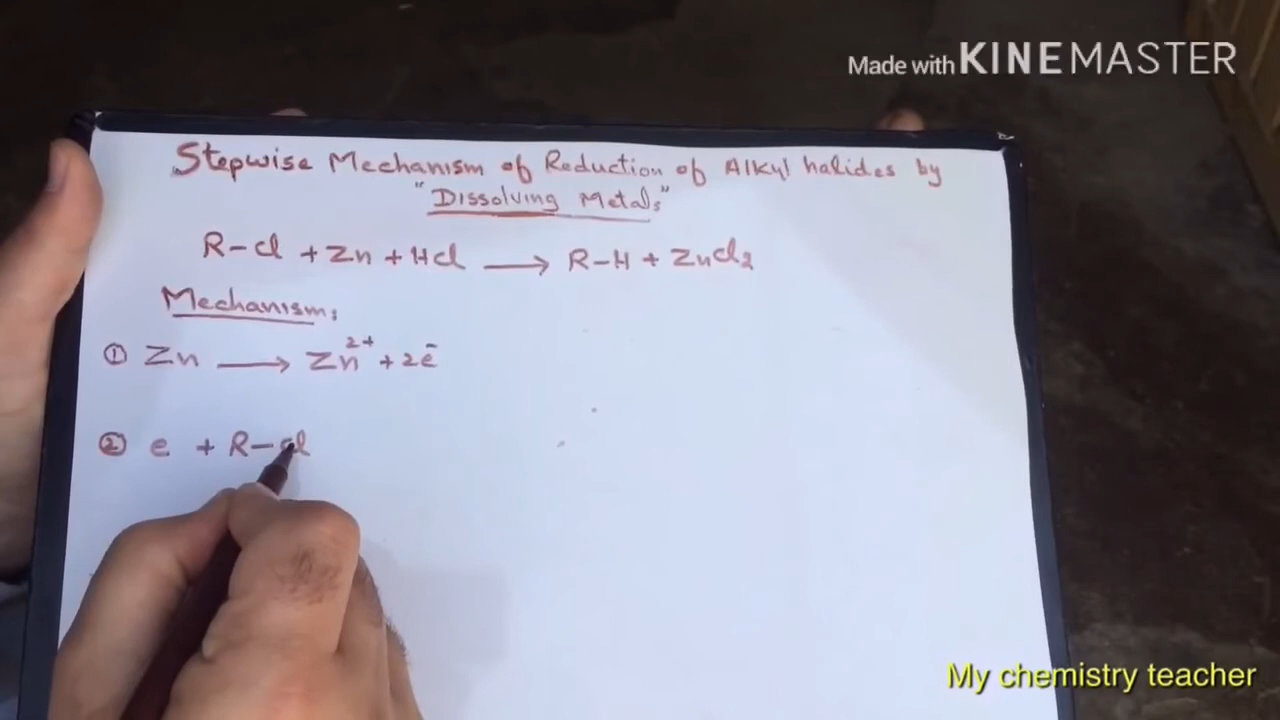 Made with KINEMASTER
Stepwise Mechanism of Reduction of Alkyl halides by
"Dissolving Metals"
R-Cl + Zn + HCl ⟶ R-H + ZnCl₂
Mechanism:
① Zn ⟶ Zn²⁺ + 2e⁻
② e + R-Cl
My chemistry teacher